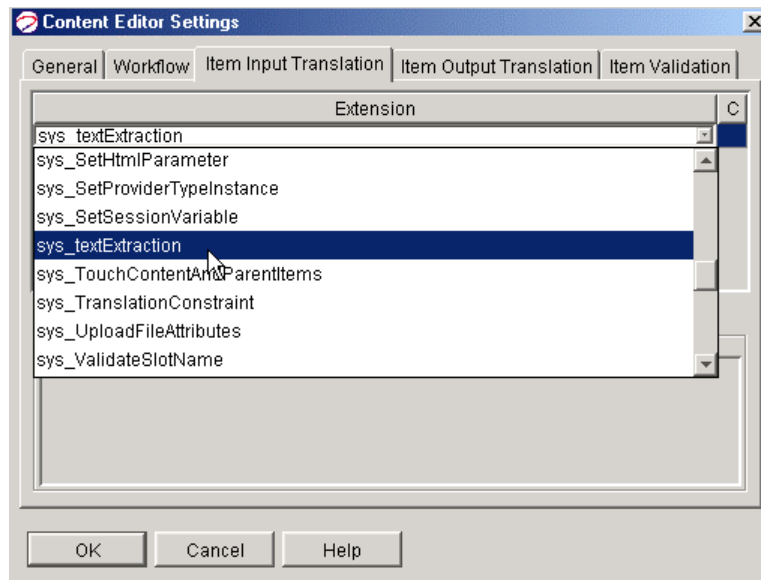 Content Editor Settings
General Workflow Item Input Translation Item Output Translation Item Validation
Extension C
sys_textExtraction
sys_SetHtmlParameter
sys_SetProviderTypeInstance
sys_SetSessionVariable
sys_textExtraction
sys_TouchContentAndParentItems
sys_TranslationConstraint
sys_UploadFileAttributes
sys_ValidateSlotName
OK Cancel Help